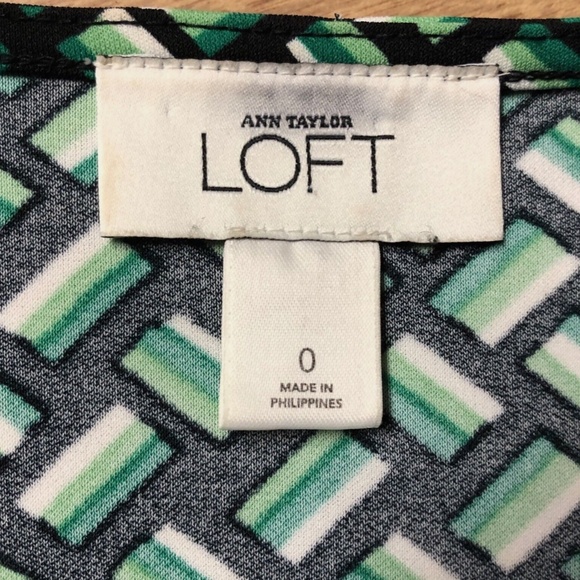 ANN TAYLOR
LOFT
0
MADE IN
PHILIPPINES